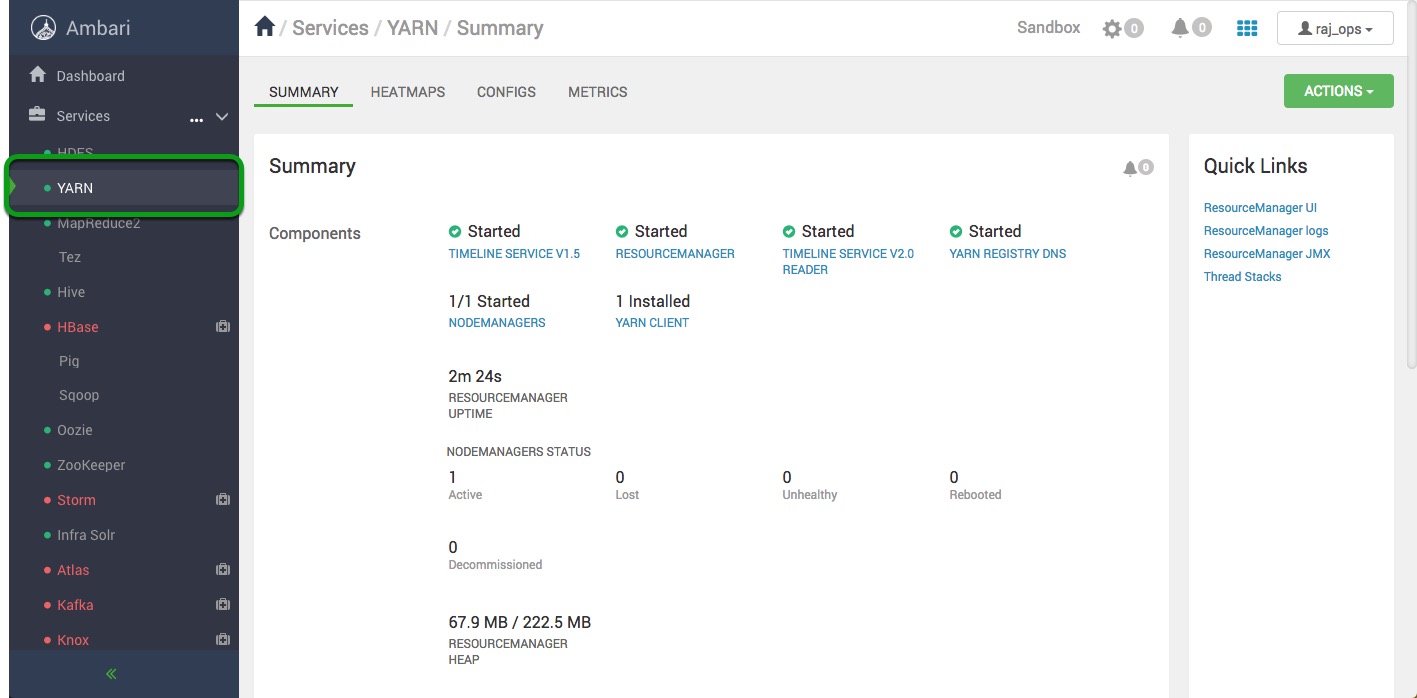 Ambari
Dashboard
Services ...
HDFS
YARN
MapReduce2
Tez
Hive
HBase
Pig
Sqoop
Oozie
ZooKeeper
Storm
Infra Solr
Atlas
Kafka
Knox
«
/ Services / YARN / Summary
Sandbox 0 0 raj_ops
SUMMARY HEATMAPS CONFIGS METRICS
ACTIONS
Summary 0
Components
Started Started Started Started
TIMELINE SERVICE V1.5 RESOURCEMANAGER TIMELINE SERVICE V2.0 YARN REGISTRY DNS
READER
1/1 Started 1 Installed
NODEMANAGERS YARN CLIENT
2m 24s
RESOURCEMANAGER
UPTIME
NODEMANAGERS STATUS
1 0 0 0
Active Lost Unhealthy Rebooted
0
Decommissioned
67.9 MB / 222.5 MB
RESOURCEMANAGER
HEAP
Quick Links
ResourceManager UI
ResourceManager logs
ResourceManager JMX
Thread Stacks